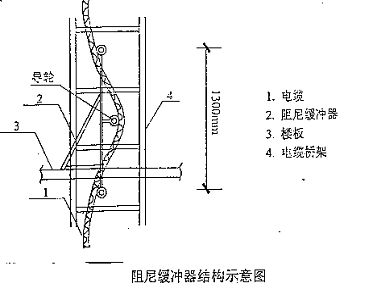 导轮
2
3
1
4
1300mm
1. 电缆
2. 阻尼缓冲器
3. 楼板
4. 电缆桥架
阻尼缓冲器结构示意图